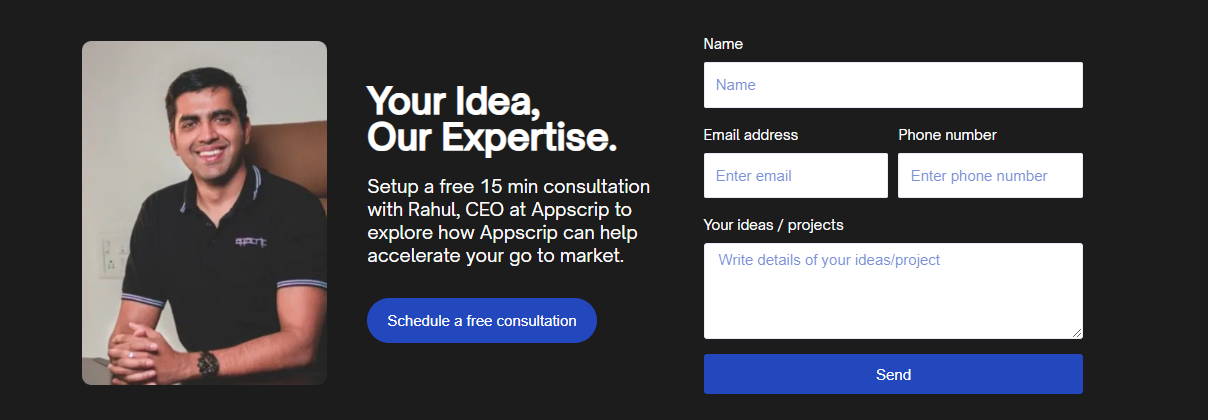 Your Idea,
Our Expertise.
Setup a free 15 min consultation
with Rahul, CEO at Appscrip to
explore how Appscrip can help
accelerate your go to market.
Schedule a free consultation
Name
Name
Email address
Phone number
Enter email
Enter phone number
Your ideas / projects
Write details of your ideas/project
Send